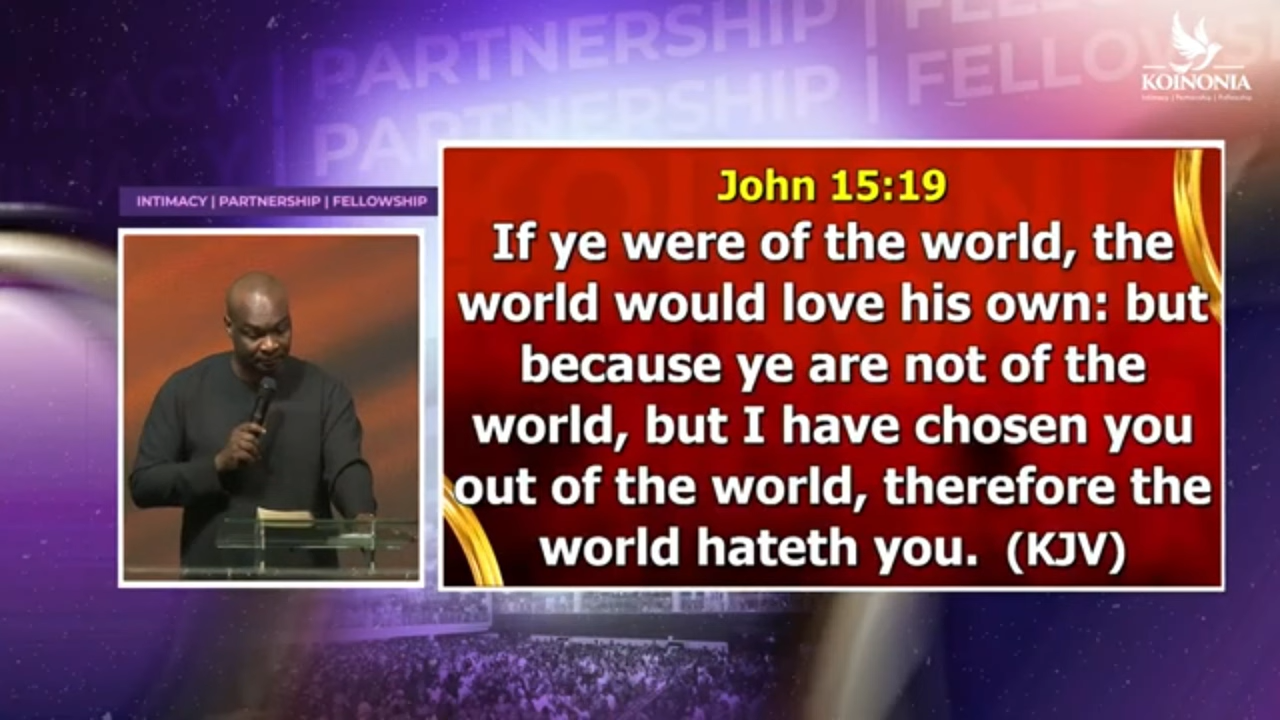 PARTNERSHIP | FELL
INTIMACY | PARTNERSHIP | FELLOWSHIP
KOINONIA
Intimacy | Partnership | Fellowship
INTIMACY | PARTNERSHIP | FELLOWSHIP
John 15:19
If ye were of the world, the
world would love his own: but
because ye are not of the
world, but I have chosen you
out of the world, therefore the
world hateth you. (KJV)